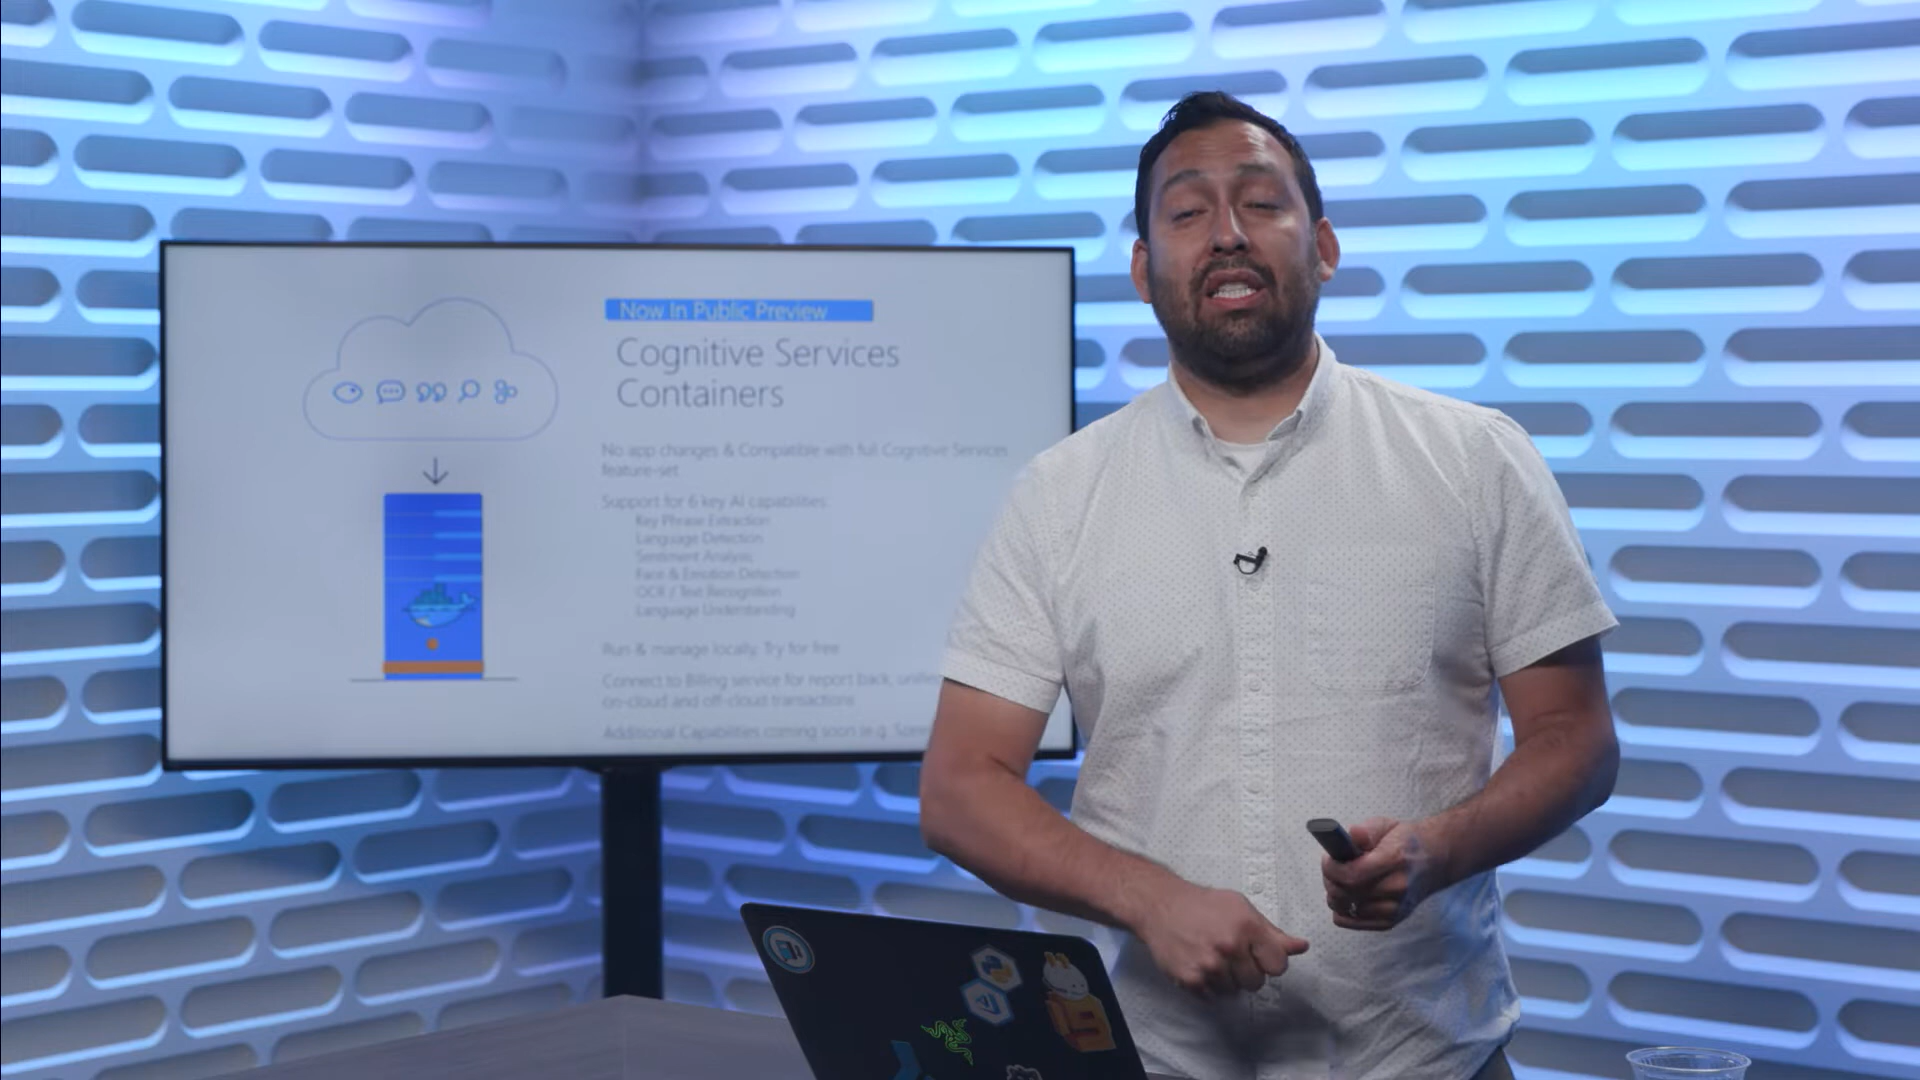 Now In Public Preview
Cognitive Services
Containers
No app changes & Compatible with full Cognitive Services
feature-set
Support for 6 key AI capabilities:
Key Phrase Extraction
Language Detection
Sentiment Analysis
Face & Emotion Detection
OCR / Text Recognition
Language Understanding
Run & manage locally. Try for free
Connect to Billing service for report back,
on-cloud and off-cloud transactions
Additional Capabilities coming soon (e.g.